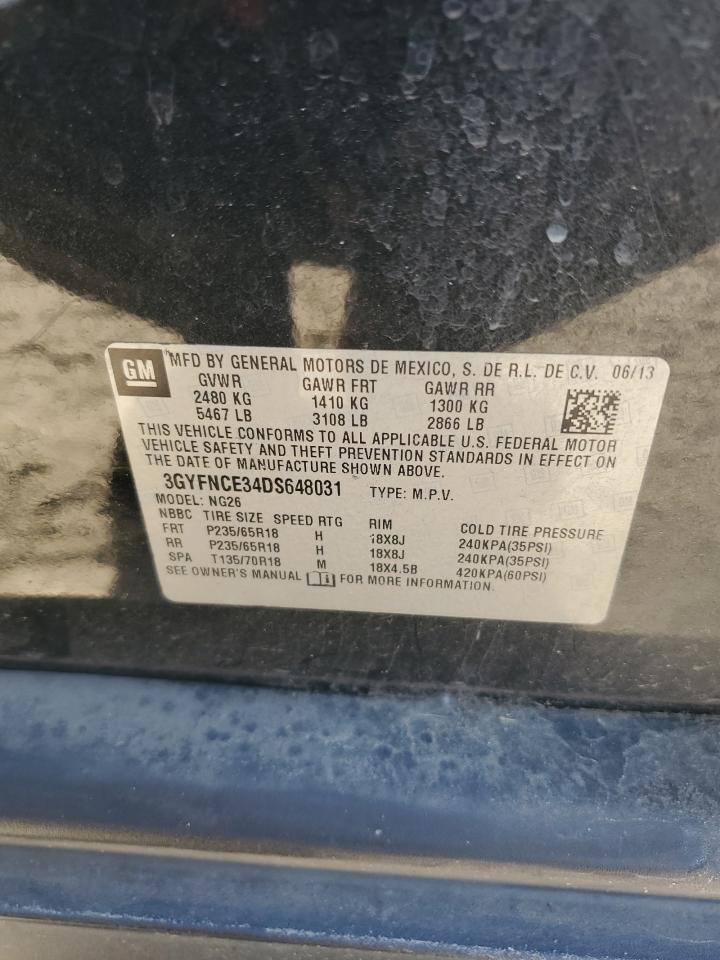 GM MFD BY GENERAL MOTORS DE MEXICO, S. DE R.L. DE C.V. 06/13
GVWR GAWR FRT GAWR RR
2480 KG 1410 KG 1300 KG
5467 LB 3108 LB 2866 LB
THIS VEHICLE CONFORMS TO ALL APPLICABLE U.S. FEDERAL MOTOR
VEHICLE SAFETY AND THEFT PREVENTION STANDARDS IN EFFECT ON
THE DATE OF MANUFACTURE SHOWN ABOVE.
3GYFNCE34DS648031 TYPE: M.P.V.
MODEL: NG26
NBBC TIRE SIZE SPEED RTG RIM COLD TIRE PRESSURE
FRT P235/65R18 H 18X8J 240KPA(35PSI)
RR P235/65R18 H 18X8J 240KPA(35PSI)
SPA T135/70R18 M 18X4.5B 420KPA(60PSI)
SEE OWNER'S MANUAL FOR MORE INFORMATION.